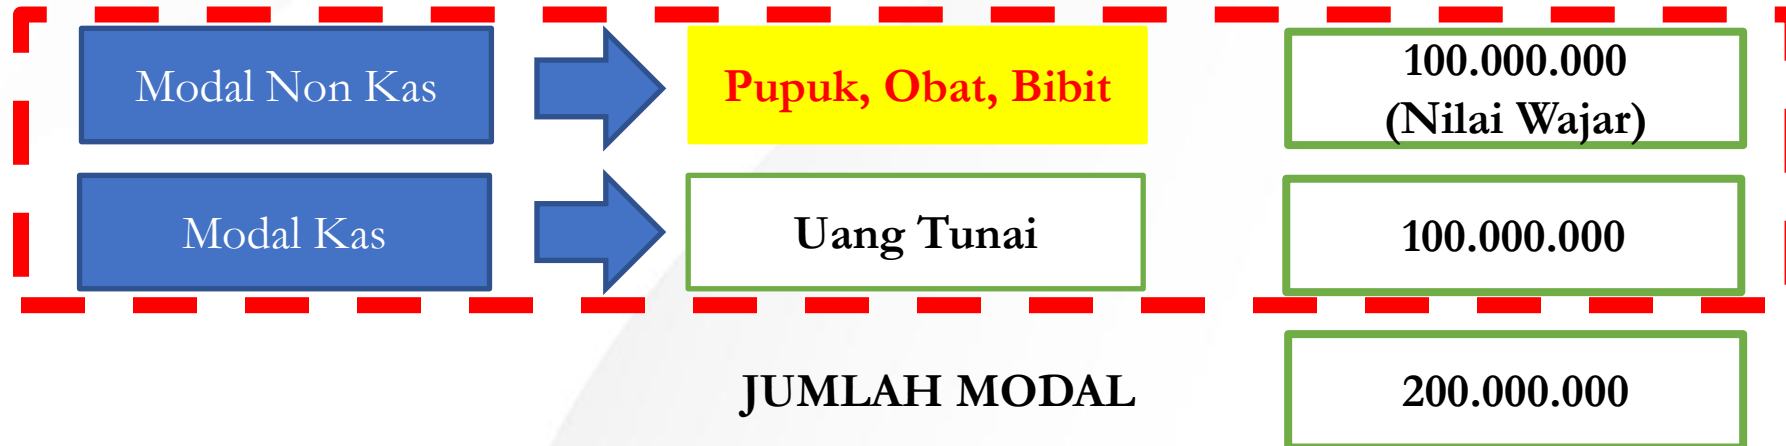 Modal Non Kas
Pupuk, Obat, Bibit
100.000.000
(Nilai Wajar)
Modal Kas
Uang Tunai
100.000.000
JUMLAH MODAL
200.000.000